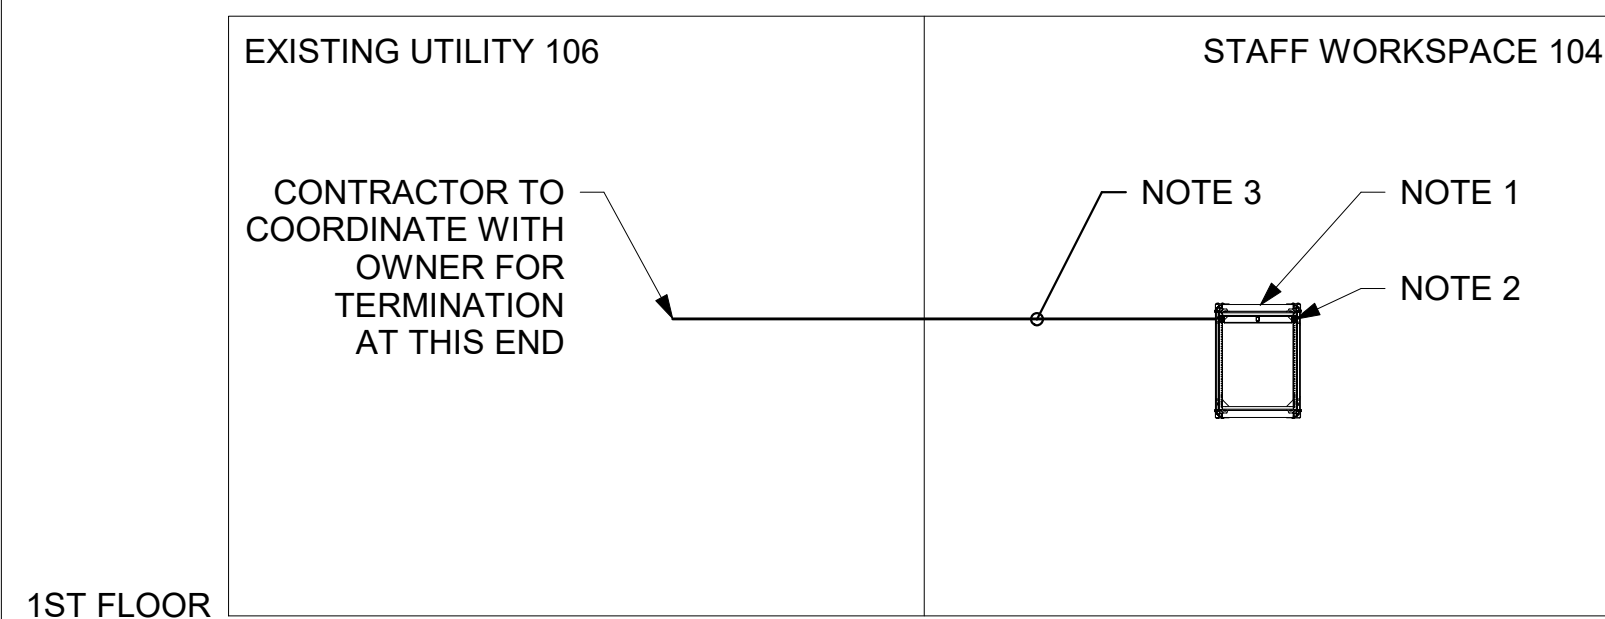 EXISTING UTILITY 106
STAFF WORKSPACE 104
CONTRACTOR TO
COORDINATE WITH
OWNER FOR
TERMINATION
AT THIS END
NOTE 3
NOTE 1
NOTE 2
1ST FLOOR